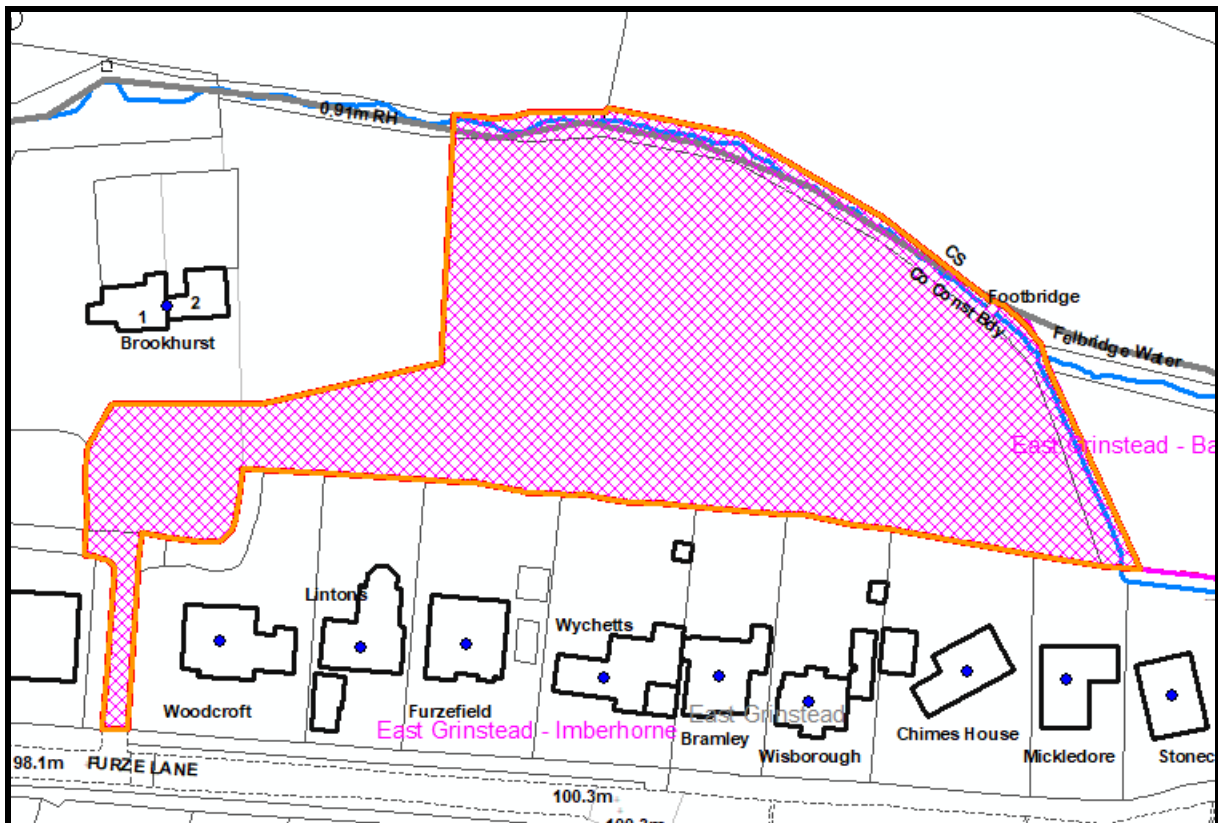 0.91m RH
CS
Co Const Bdy
Footbridge
Felbridge Water
1
2
Brookhurst
East Grinstead - Ba
Lintons
Wychetts
Woodcroft
Furzefield
East Grinstead - Imberhorne
East Grinstead
Bramley
Wisborough
Chimes House
Mickledore
Stonec
98.1m
FURZE LANE
100.3m